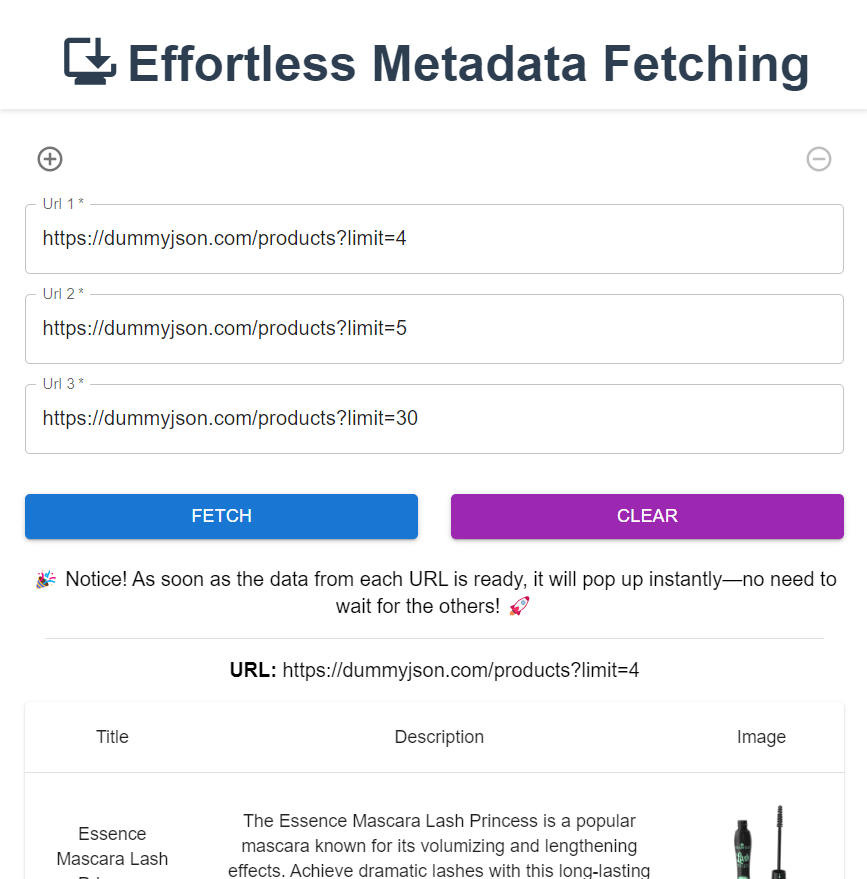 Effortless Metadata Fetching
Url 1 *
https://dummyjson.com/products?limit=4
Url 2 *
https://dummyjson.com/products?limit=5
Url 3 *
https://dummyjson.com/products?limit=30
FETCH
CLEAR
🎉 Notice! As soon as the data from each URL is ready, it will pop up instantly—no need to
wait for the others! 🚀
URL: https://dummyjson.com/products?limit=4
Title
Description
Image
Essence
Mascara Lash
The Essence Mascara Lash Princess is a popular
mascara known for its volumizing and lengthening
effects. Achieve dramatic lashes with this long-lasting